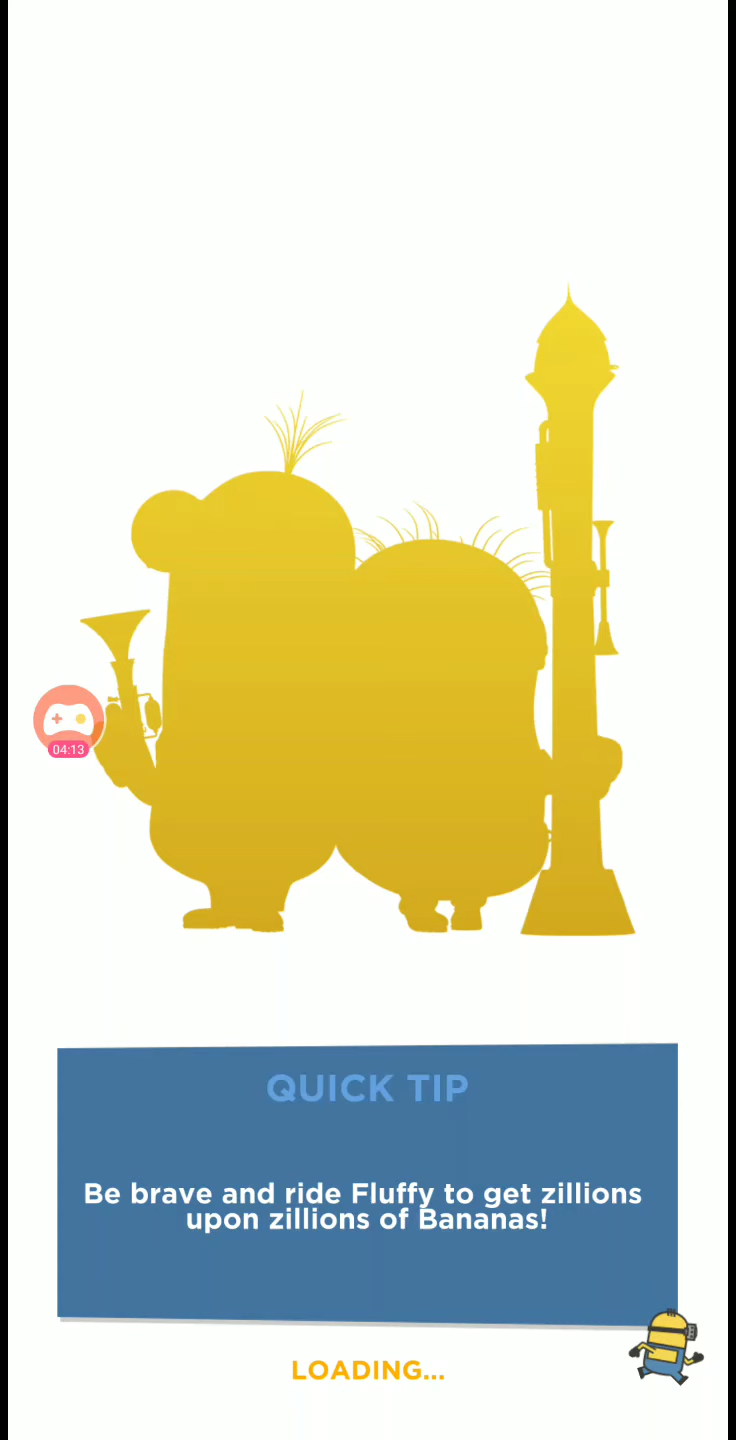 04:13
QUICK TIP
Be brave and ride Fluffy to get zillions
upon zillions of Bananas!
LOADING...